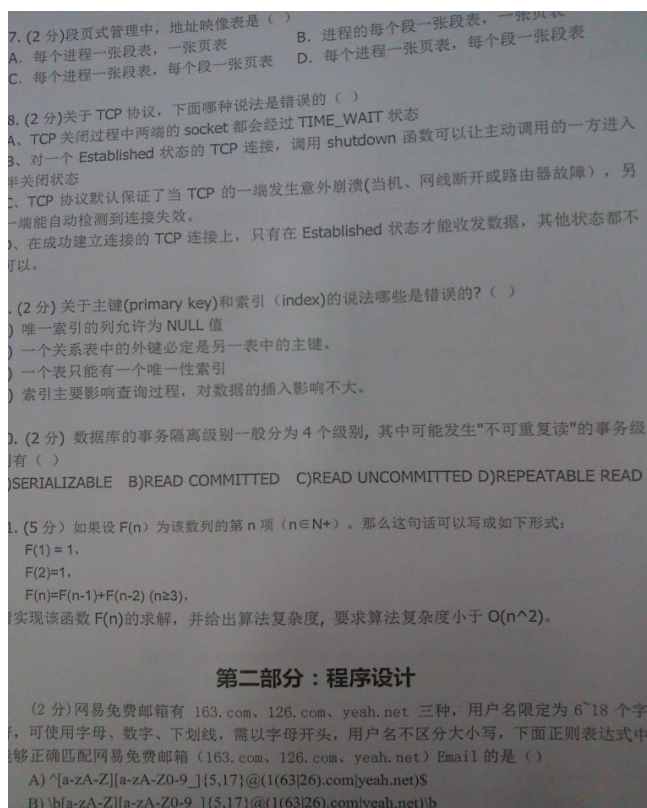 7. (2 分)段页式管理中，地址映像表是（ ）
A. 每个进程一张段表，一张页表
B. 进程的每个段一张段表，一张页表
C. 每个进程一张段表，每个段一张页表
D. 每个进程一张页表，每个段一张段表
8. (2 分)关于 TCP 协议，下面哪种说法是错误的（ ）
A、TCP 关闭过程中两端的 socket 都会经过 TIME_WAIT 状态
、对一个 Established 状态的 TCP 连接，调用 shutdown 函数可以让主动调用的一方进入
半关闭状态
、TCP 协议默认保证了当 TCP 的一端发生意外崩溃(当机、网线断开或路由器故障），另
一端能自动检测到连接失效。
、在成功建立连接的 TCP 连接上，只有在 Established 状态才能收发数据，其他状态都不
可以。
. (2 分) 关于主键(primary key)和索引（index)的说法哪些是错误的?（ ）
) 唯一索引的列允许为 NULL 值
) 一个关系表中的外键必定是另一表中的主键。
) 一个表只能有一个唯一性索引
) 索引主要影响查询过程，对数据的插入影响不大。
0. (2 分) 数据库的事务隔离级别一般分为 4 个级别, 其中可能发生"不可重复读"的事务级
别有（ ）
)SERIALIZABLE B)READ COMMITTED C)READ UNCOMMITTED D)REPEATABLE READ
1. (5 分）如果设 F(n）为该数列的第 n 项（n∈N+）。那么这句话可以写成如下形式：
F(1) = 1,
F(2)=1,
F(n)=F(n-1)+F(n-2) (n≥3),
实现该函数 F(n)的求解，并给出算法复杂度, 要求算法复杂度小于 O(n^2)。
第二部分：程序设计
(2 分)网易免费邮箱有 163.com、126.com、yeah.net 三种，用户名限定为 6~18 个字
符，可使用字母、数字、下划线，需以字母开头，用户名不区分大小写，下面正则表达式中
能够正确匹配网易免费邮箱（163.com、126.com、yeah.net）Email 的是（）
A) ^[a-zA-Z][a-zA-Z0-9_]{5,17}@(1(63|26).com|yeah.net)$
B) \b[a-zA-Z][a-zA-Z0-9_]{5,17}@(1(63|26).com|yeah.net)\b